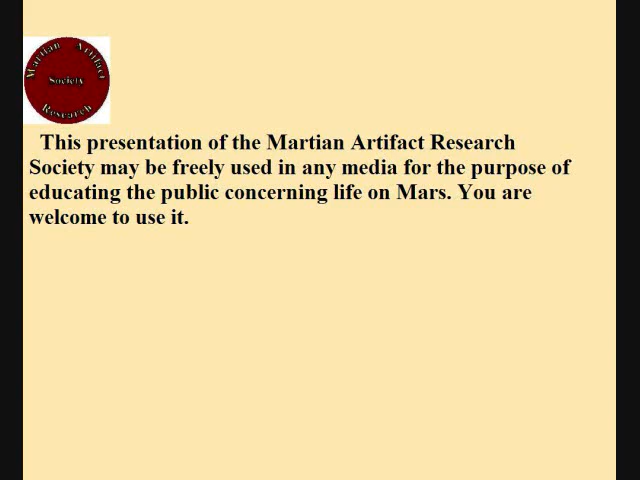 Martian Artifact
Society
Research
This presentation of the Martian Artifact Research
Society may be freely used in any media for the purpose of
educating the public concerning life on Mars. You are
welcome to use it.